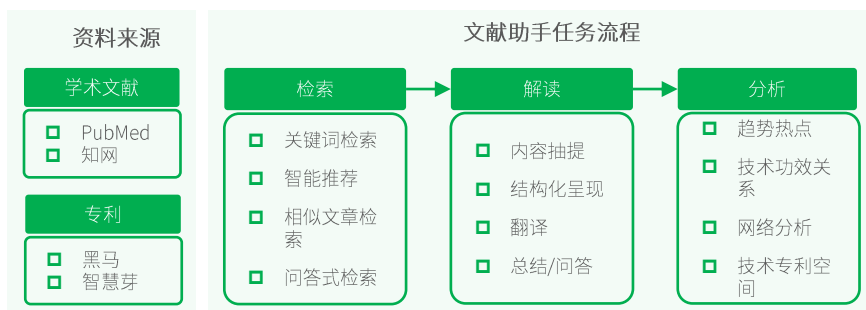 资料来源
学术文献
PubMed
知网
专利
黑马
智慧芽
文献助手任务流程
检索
关键词检索
智能推荐
相似文章检
索
问答式检索
解读
内容抽提
结构化呈现
翻译
总结/问答
分析
趋势热点
技术功效关
系
网络分析
技术专利空
间